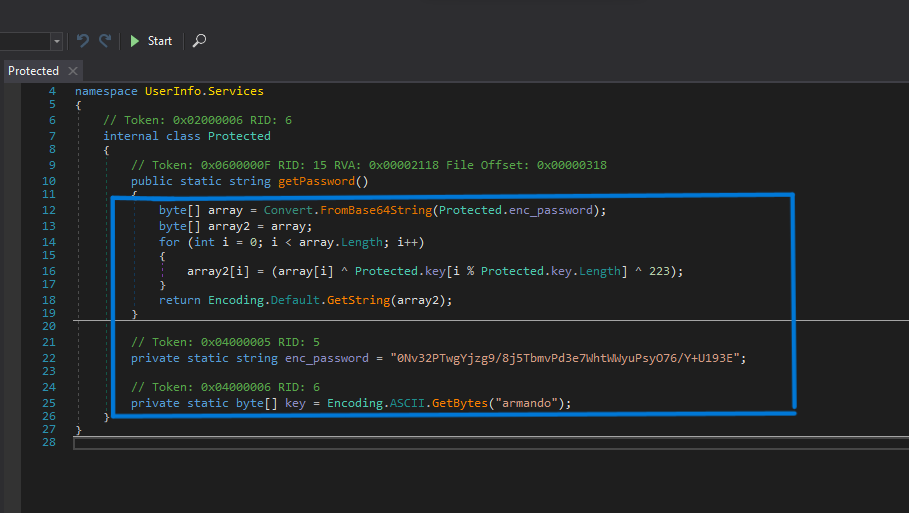 Start
Protected
4 namespace UserInfo.Services
5 {
6 // Token: 0x02000006 RID: 6
7 internal class Protected
8 {
9 // Token: 0x0600000F RID: 15 RVA: 0x00002118 File Offset: 0x00000318
10 public static string getPassword()
11 {
12 byte[] array = Convert.FromBase64String(Protected.enc_password);
13 byte[] array2 = array;
14 for (int i = 0; i < array.Length; i++)
15 {
16 array2[i] = (array[i] ^ Protected.key[i % Protected.key.Length] ^ 223);
17 }
18 return Encoding.Default.GetString(array2);
19 }
20
21 // Token: 0x04000005 RID: 5
22 private static string enc_password = "0Nv32PTwgYjzg9/8j5TbmvPd3e7WhtWWyuPsyO76/Y+U193E";
23
24 // Token: 0x04000006 RID: 6
25 private static byte[] key = Encoding.ASCII.GetBytes("armando");
26 }
27 }
28